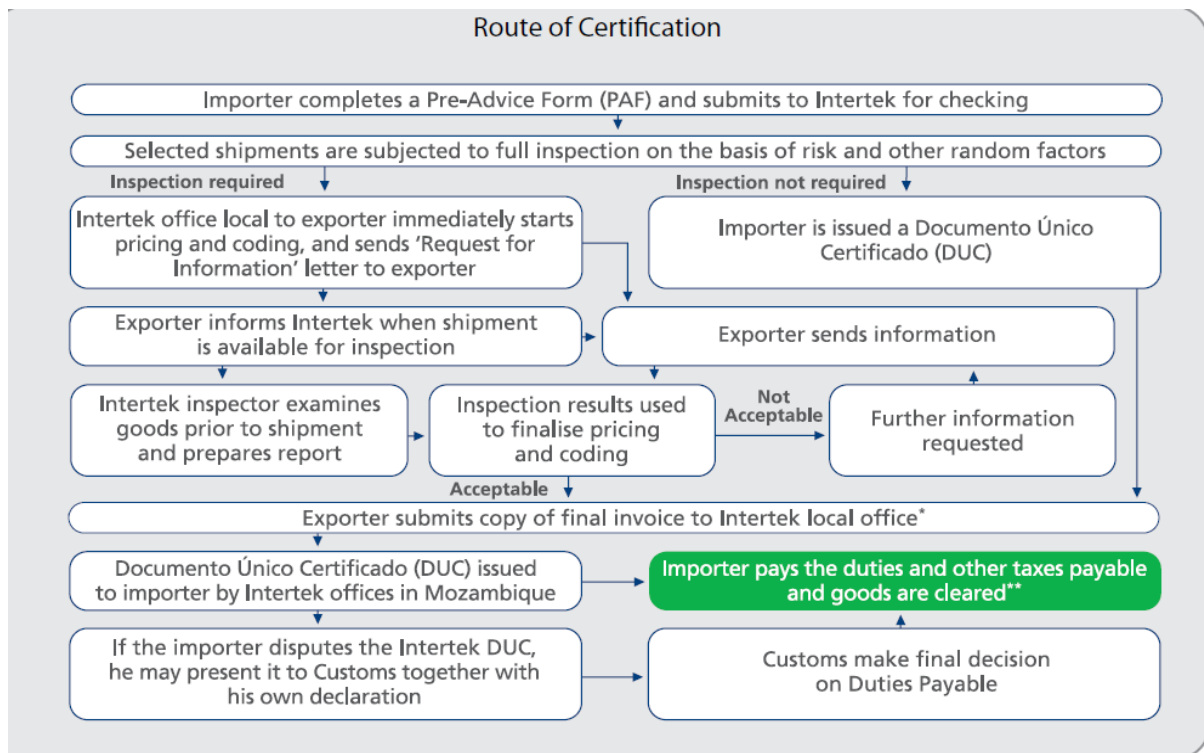 Route of Certification
Importer completes a Pre-Advice Form (PAF) and submits to Intertek for checking
Selected shipments are subjected to full inspection on the basis of risk and other random factors
Inspection required
Inspection not required
Intertek office local to exporter immediately starts
pricing and coding, and sends ‘Request for
Information’ letter to exporter
Importer is issued a Documento Único
Certificado (DUC)
Exporter informs Intertek when shipment
is available for inspection
Exporter sends information
Intertek inspector examines
goods prior to shipment
and prepares report
Inspection results used
to finalise pricing
and coding
Not
Acceptable
Further information
requested
Acceptable
Exporter submits copy of final invoice to Intertek local office*
Documento Único Certificado (DUC) issued
to importer by Intertek offices in Mozambique
Importer pays the duties and other taxes payable
and goods are cleared**
If the importer disputes the Intertek DUC,
he may present it to Customs together with
his own declaration
Customs make final decision
on Duties Payable